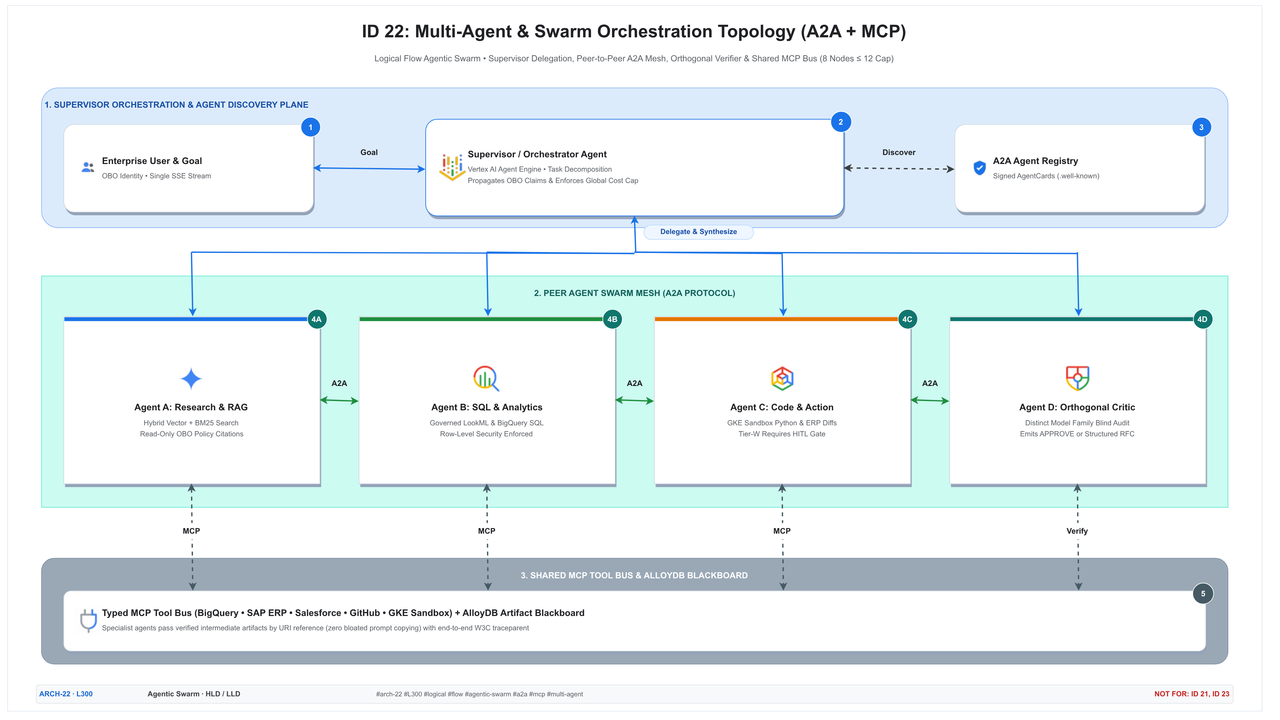 ID 22: Multi-Agent & Swarm Orchestration Topology (A2A + MCP)
Logical Flow Agentic Swarm • Supervisor Delegation, Peer-to-Peer A2A Mesh, Orthogonal Verifier & Shared MCP Bus (8 Nodes ≤ 12 Cap)
1. SUPERVISOR ORCHESTRATION & AGENT DISCOVERY PLANE
1
Enterprise User & Goal
OBO Identity • Single SSE Stream
Goal
2
Supervisor / Orchestrator Agent
Vertex AI Agent Engine • Task Decomposition
Propagates OBO Claims & Enforces Global Cost Cap
Discover
3
A2A Agent Registry
Signed AgentCards (.well-known)
Delegate & Synthesize
2. PEER AGENT SWARM MESH (A2A PROTOCOL)
4A
Agent A: Research & RAG
Hybrid Vector + BM25 Search
Read-Only OBO Policy Citations
A2A
4B
Agent B: SQL & Analytics
Governed LookML & BigQuery SQL
Row-Level Security Enforced
A2A
4C
Agent C: Code & Action
GKE Sandbox Python & ERP Diffs
Tier-W Requires HITL Gate
A2A
4D
Agent D: Orthogonal Critic
Distinct Model Family Blind Audit
Emits APPROVE or Structured RFC
MCP
MCP
MCP
Verify
3. SHARED MCP TOOL BUS & ALLOYDB BLACKBOARD
5
Typed MCP Tool Bus (BigQuery • SAP ERP • Salesforce • GitHub • GKE Sandbox) + AlloyDB Artifact Blackboard
Specialist agents pass verified intermediate artifacts by URI reference (zero bloated prompt copying) with end-to-end W3C traceparent
ARCH-22 · L300
Agentic Swarm · HLD / LLD
#arch-22 #L300 #logical #flow #agentic-swarm #a2a #mcp #multi-agent
NOT FOR: ID 21, ID 23